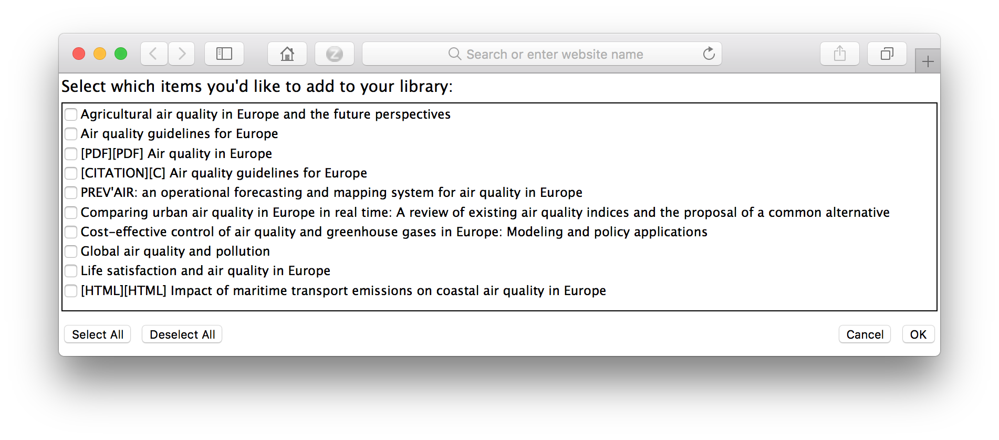 Z
Search or enter website name
Select which items you'd like to add to your library:
Agricultural air quality in Europe and the future perspectives
Air quality guidelines for Europe
[PDF][PDF] Air quality in Europe
[CITATION][C] Air quality guidelines for Europe
PREV'AIR: an operational forecasting and mapping system for air quality in Europe
Comparing urban air quality in Europe in real time: A review of existing air quality indices and the proposal of a common alternative
Cost-effective control of air quality and greenhouse gases in Europe: Modeling and policy applications
Global air quality and pollution
Life satisfaction and air quality in Europe
[HTML][HTML] Impact of maritime transport emissions on coastal air quality in Europe
Select All
Deselect All
Cancel
OK